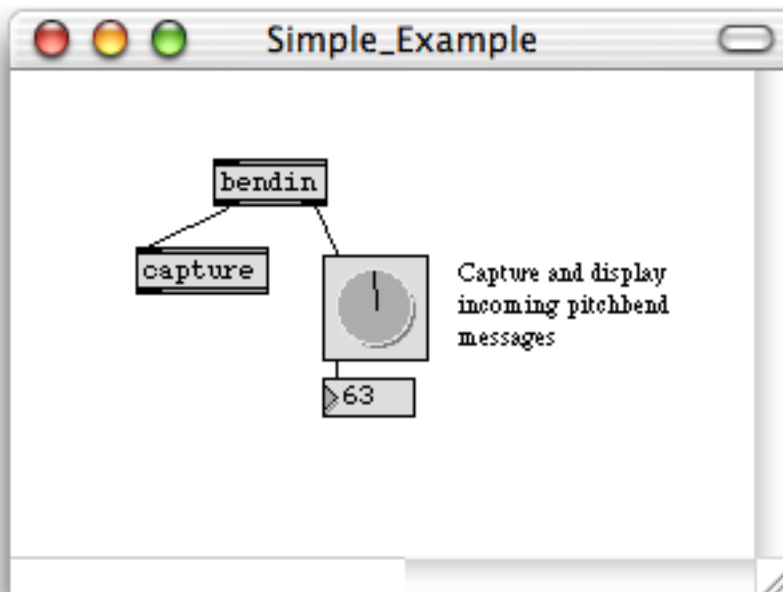 Simple_Example
bendin
capture
Capture and display
incoming pitchbend
messages
63